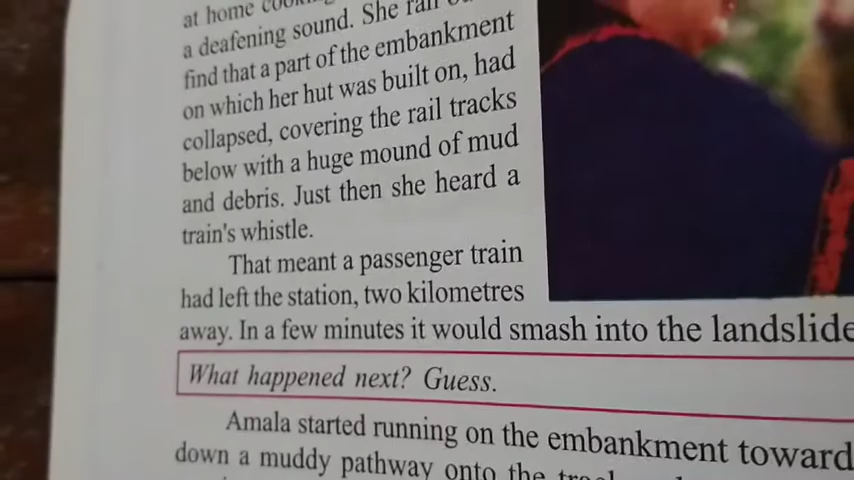 at home
a deafening sound. She ran
find that a part of the embankment
on which her hut was built on, had
collapsed, covering the rail tracks
below with a huge mound of mud
and debris. Just then she heard a
train's whistle.
That meant a passenger train
had left the station, two kilometres
away. In a few minutes it would smash into the landslide
What happened next? Guess.
Amala started running on the embankment toward
down a muddy pathway onto the